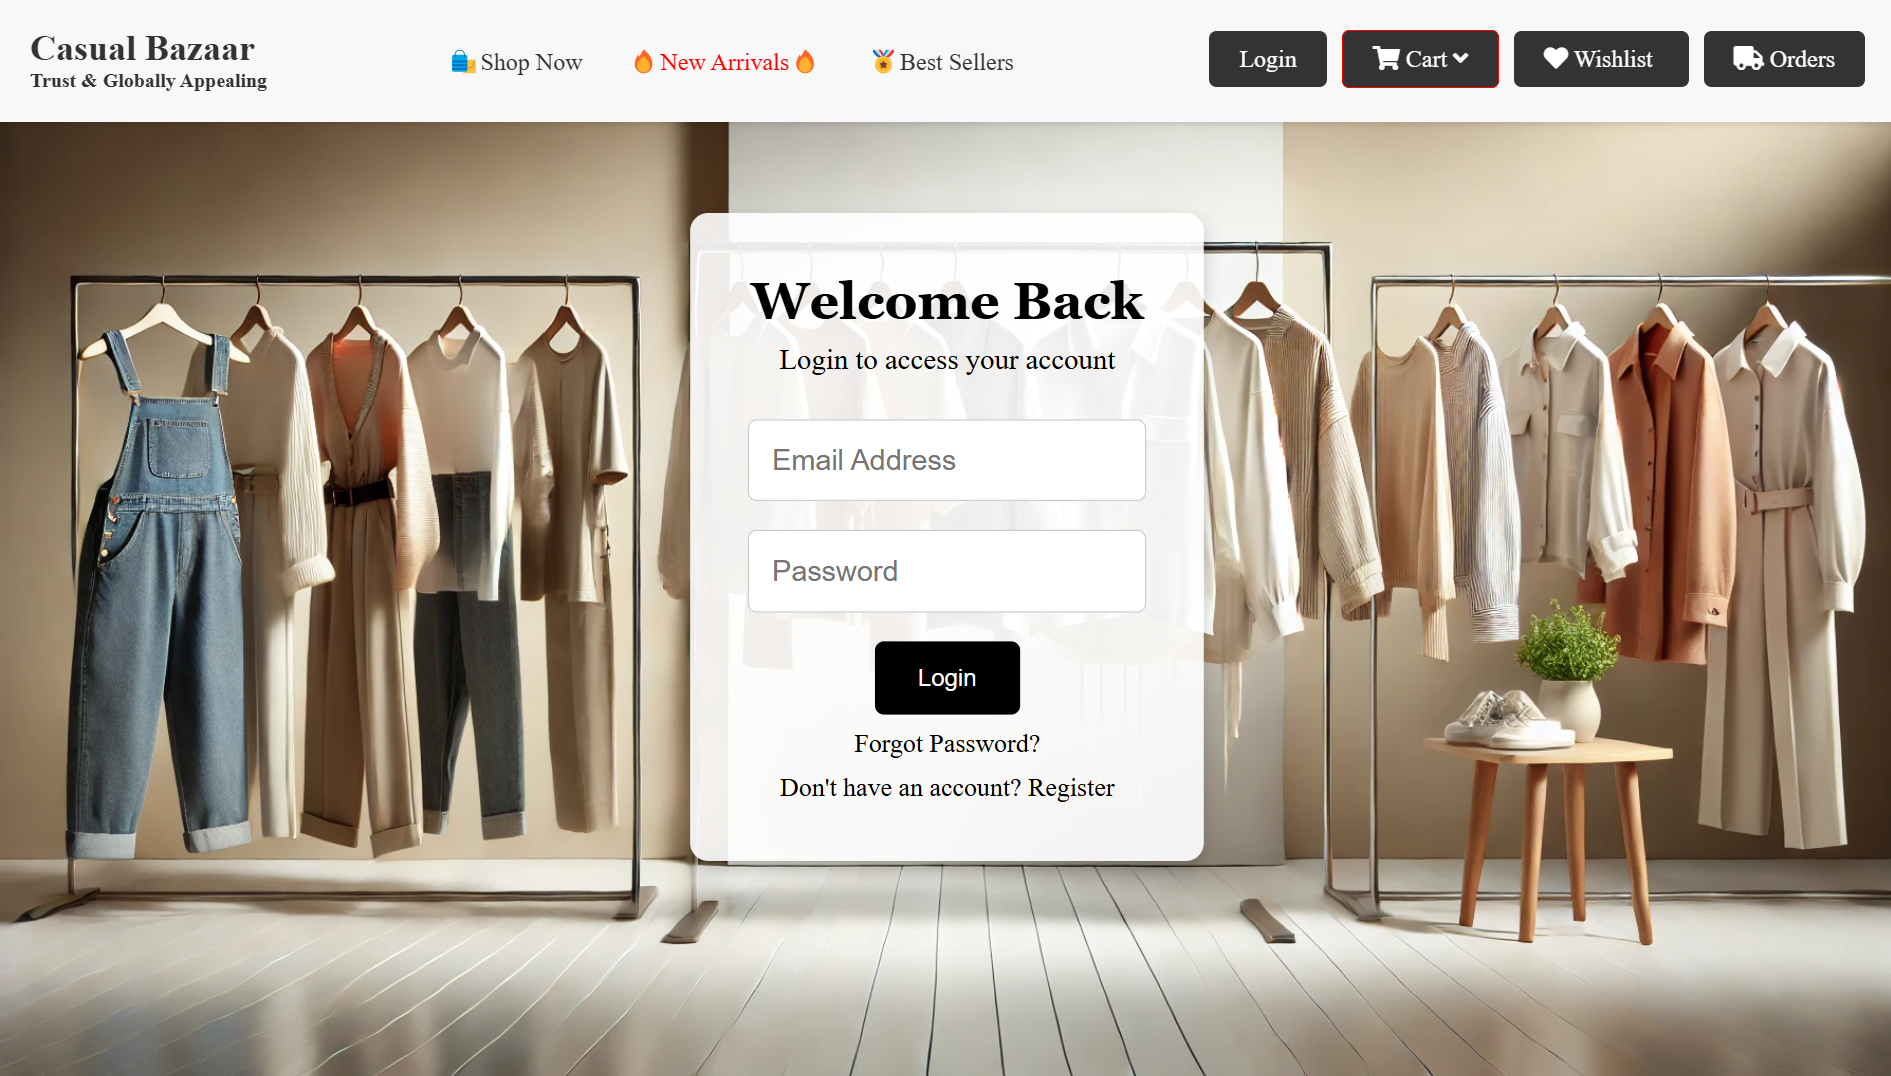 Casual Bazaar
Trust & Globally Appealing
Shop Now
New Arrivals
Best Sellers
Login
Cart
Wishlist
Orders
Welcome Back
Login to access your account
Email Address
Password
Login
Forgot Password?
Don't have an account? Register